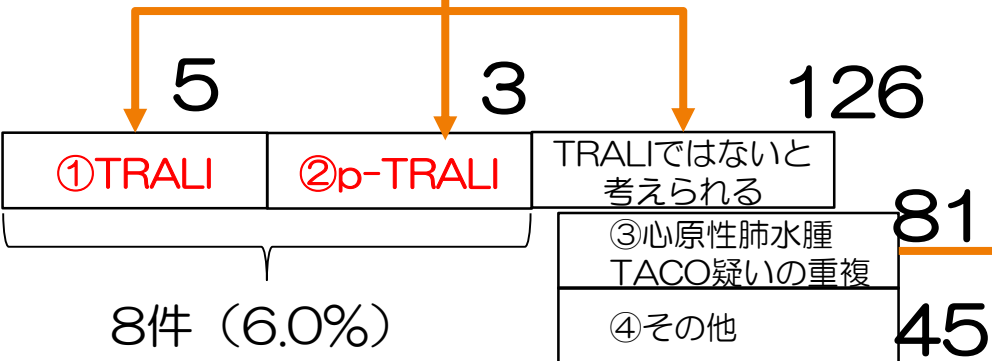 5
3
126
①TRALI
②p-TRALI
TRALIではないと
考えられる
81
③心原性肺水腫
TACO疑いの重複
8件（6.0%）
④その他
45